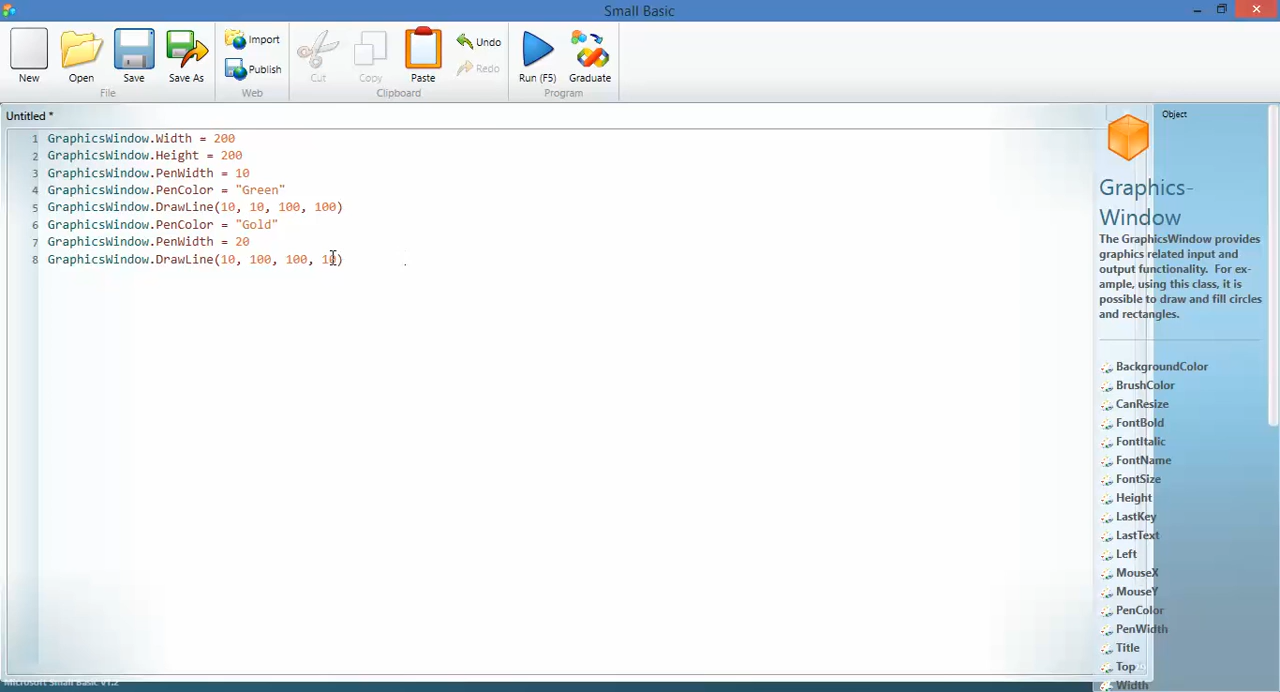 Small Basic
New
Open
Save
Save As
Import
Publish
Cut
Copy
Paste
Undo
Redo
Run (F5)
Graduate
File
Web
Clipboard
Program
Untitled *
1 GraphicsWindow.Width = 200
2 GraphicsWindow.Height = 200
3 GraphicsWindow.PenWidth = 10
4 GraphicsWindow.PenColor = "Green"
5 GraphicsWindow.DrawLine(10, 10, 100, 100)
6 GraphicsWindow.PenColor = "Gold"
7 GraphicsWindow.PenWidth = 20
8 GraphicsWindow.DrawLine(10, 100, 100, 10)
Object
Graphics-
Window
The GraphicsWindow provides
graphics related input and
output functionality. For ex-
ample, using this class, it is
possible to draw and fill circles
and rectangles.
BackgroundColor
BrushColor
CanResize
FontBold
FontItalic
FontName
FontSize
Height
LastKey
LastText
Left
MouseX
MouseY
PenColor
PenWidth
Title
Top
Width
Microsoft Small Basic v1.2